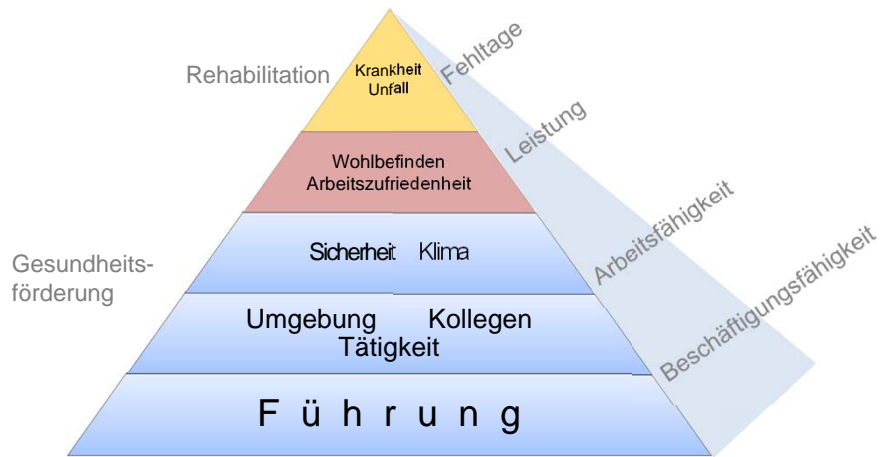 Rehabilitation
Krankheit
Unfall
Fehltage
Wohlbefinden
Arbeitszufriedenheit
Leistung
Gesundheits-
förderung
Sicherheit Klima
Arbeitsfähigkeit
Umgebung Kollegen
Tätigkeit
Beschäftigungsfähigkeit
F ü h r u n g